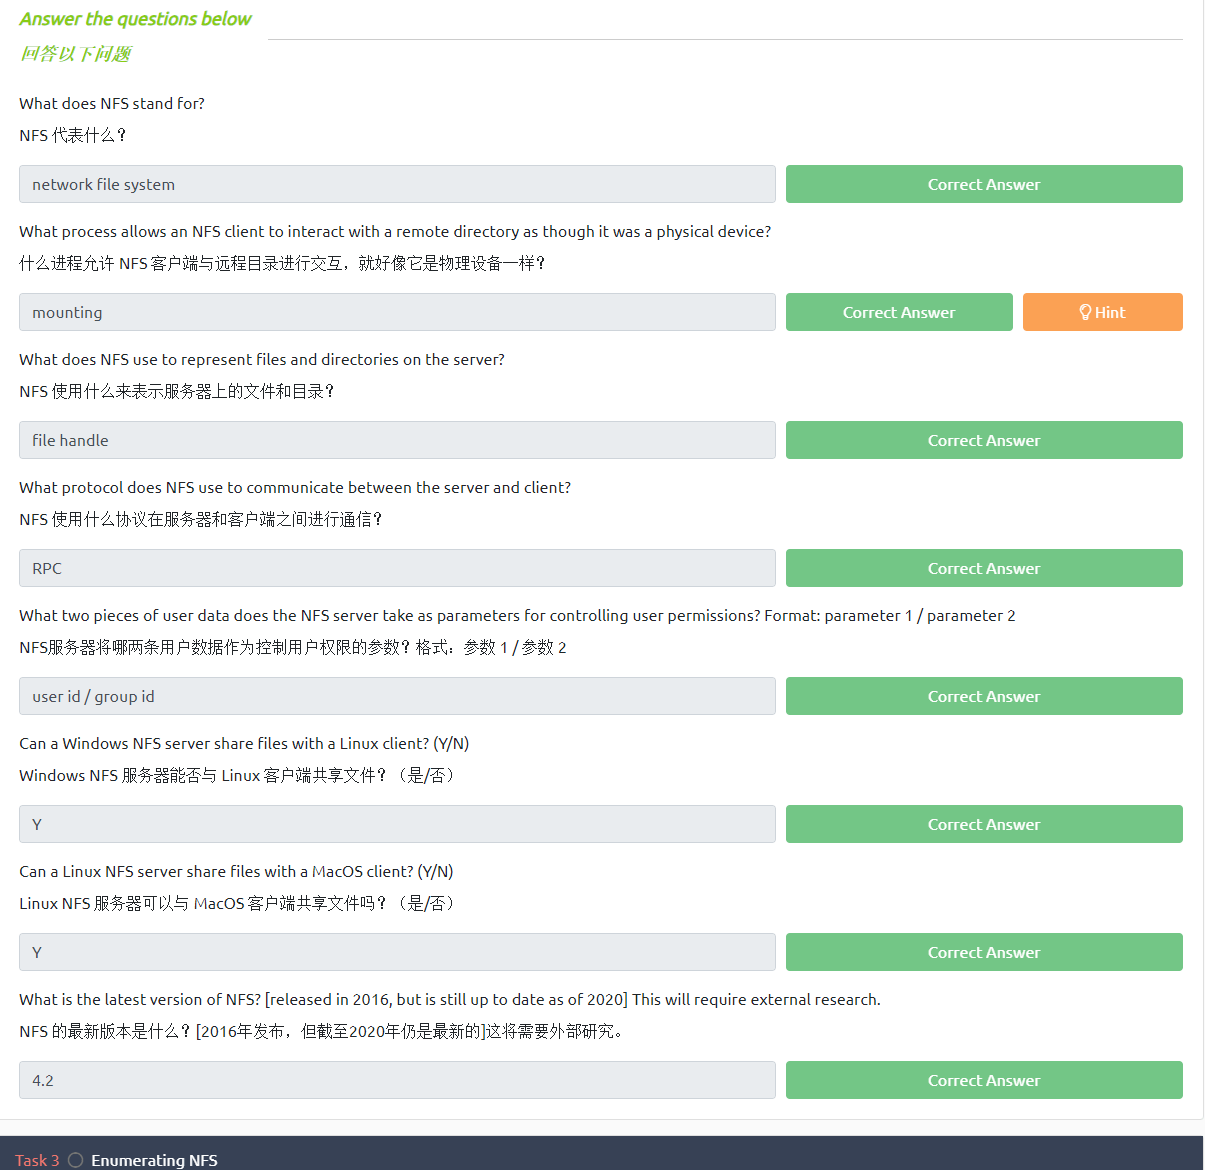 Answer the questions below
回答以下问题
What does NFS stand for?
NFS 代表什么？
network file system
Correct Answer
What process allows an NFS client to interact with a remote directory as though it was a physical device?
什么进程允许 NFS 客户端与远程目录进行交互，就好像它是物理设备一样？
mounting
Correct Answer
Hint
What does NFS use to represent files and directories on the server?
NFS 使用什么来表示服务器上的文件和目录？
file handle
Correct Answer
What protocol does NFS use to communicate between the server and client?
NFS 使用什么协议在服务器和客户端之间进行通信？
RPC
Correct Answer
What two pieces of user data does the NFS server take as parameters for controlling user permissions? Format: parameter 1 / parameter 2
NFS服务器将哪两条用户数据作为控制用户权限的参数？格式：参数 1 / 参数 2
user id / group id
Correct Answer
Can a Windows NFS server share files with a Linux client? (Y/N)
Windows NFS 服务器能否与 Linux 客户端共享文件？（是/否）
Y
Correct Answer
Can a Linux NFS server share files with a MacOS client? (Y/N)
Linux NFS 服务器可以与 MacOS 客户端共享文件吗？（是/否）
Y
Correct Answer
What is the latest version of NFS? [released in 2016, but is still up to date as of 2020] This will require external research.
NFS 的最新版本是什么？[2016年发布，但截至2020年仍是最新的]这将需要外部研究。
4.2
Correct Answer
Task 3 Enumerating NFS